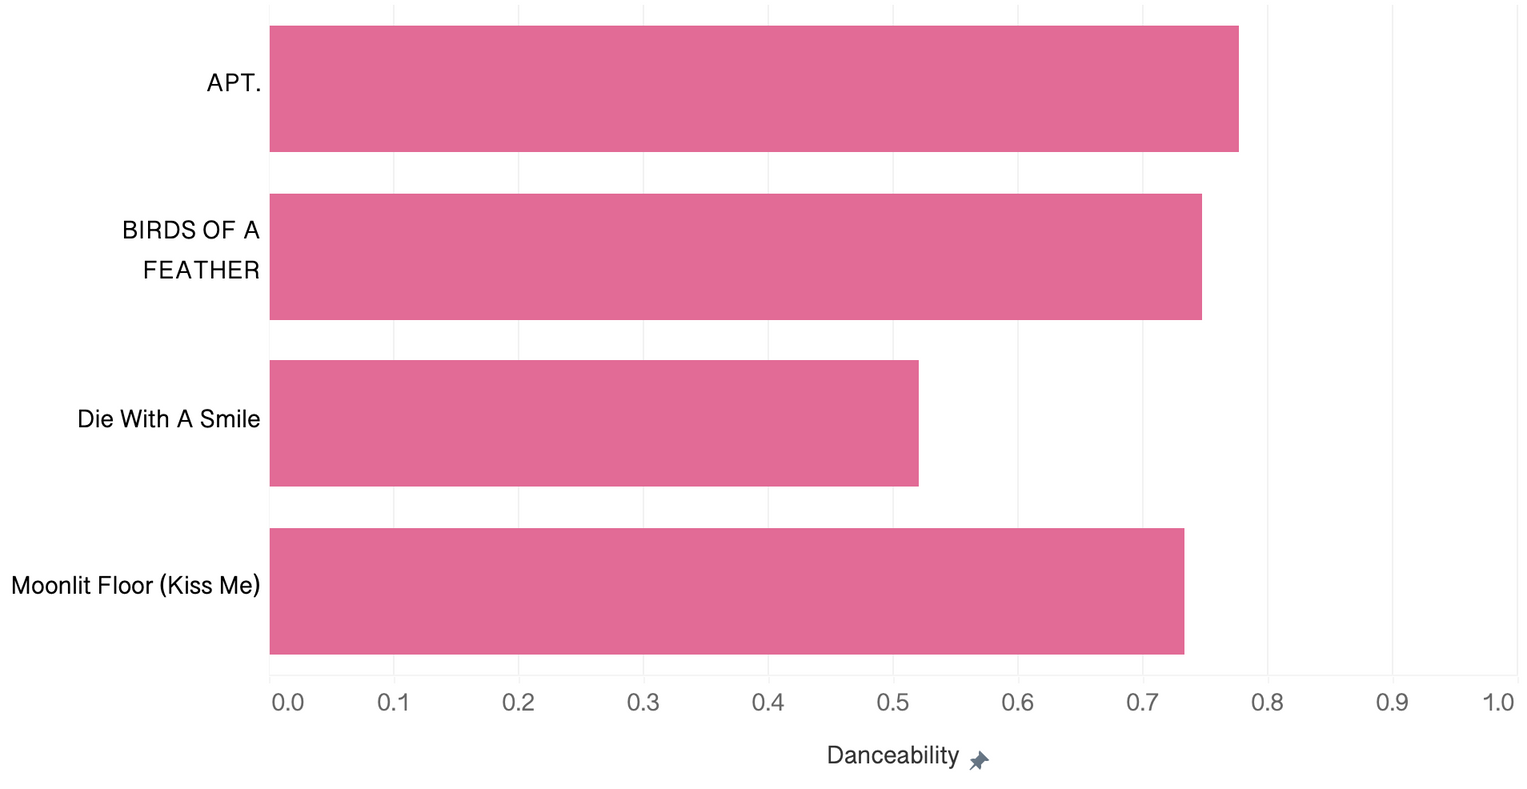 APT.
BIRDS OF A
FEATHER
Die With A Smile
Moonlit Floor (Kiss Me)
0.0 0.1 0.2 0.3 0.4 0.5 0.6 0.7 0.8 0.9 1.0
Danceability